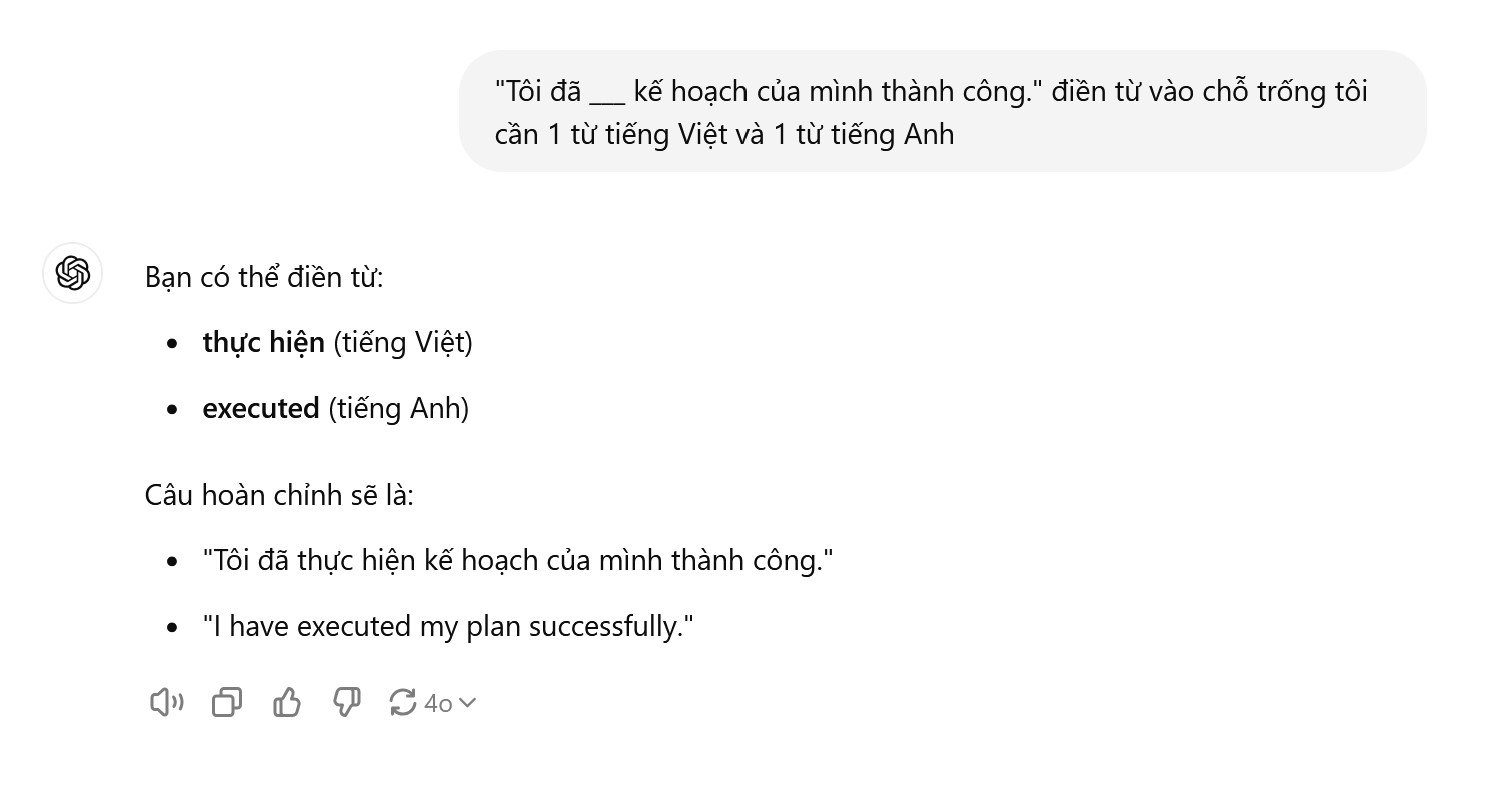 "Tôi đã ___ kế hoạch của mình thành công." điền từ vào chỗ trống tôi
cần 1 từ tiếng Việt và 1 từ tiếng Anh
Bạn có thể điền từ:
• thực hiện (tiếng Việt)
• executed (tiếng Anh)
Câu hoàn chỉnh sẽ là:
• "Tôi đã thực hiện kế hoạch của mình thành công."
• "I have executed my plan successfully."
4o